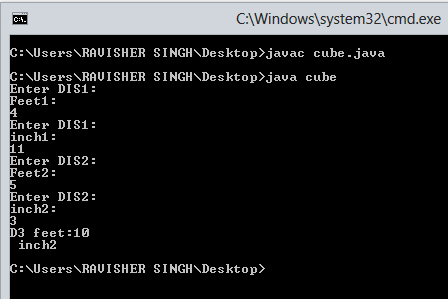 C:\Windows\system32\cmd.exe
C:\Users\RAVISHER SINGH\Desktop>javac cube.java
C:\Users\RAVISHER SINGH\Desktop>java cube
Enter DIS1:
Feet1:
4
Enter DIS1:
inch1:
11
Enter DIS2:
Feet2:
5
Enter DIS2:
inch2:
3
D3 feet:10
inch2
C:\Users\RAVISHER SINGH\Desktop>